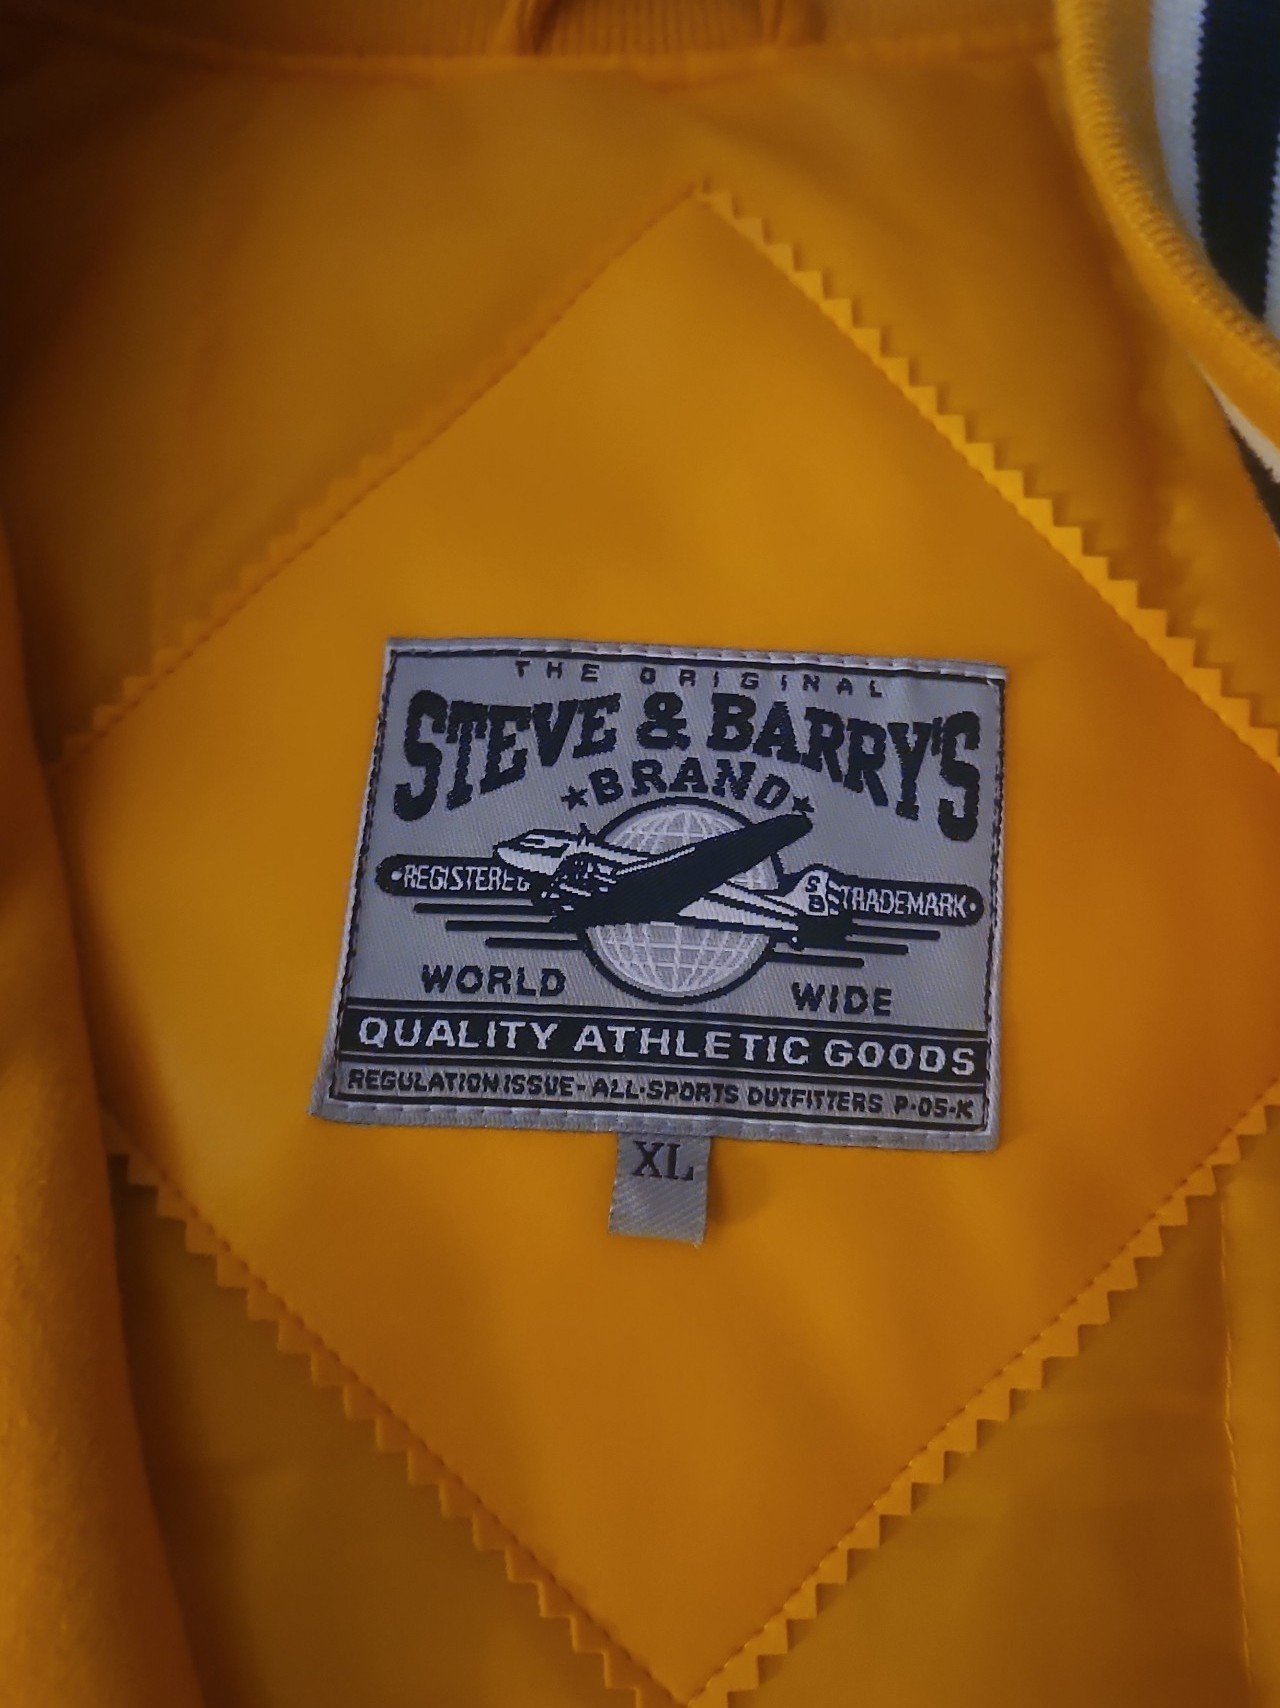 THE ORIGINAL
STEVE & BARRY'S
★BRAND★
•REGISTERED
SB
TRADEMARK•
WORLD WIDE
QUALITY ATHLETIC GOODS
REGULATION ISSUE-ALL-SPORTS OUTFITTERS P-05-K
XL